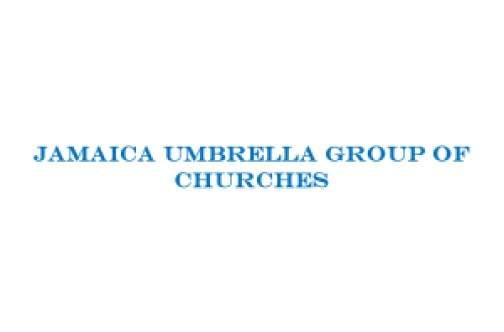 JAMAICA UMBRELLA GROUP OF
CHURCHES